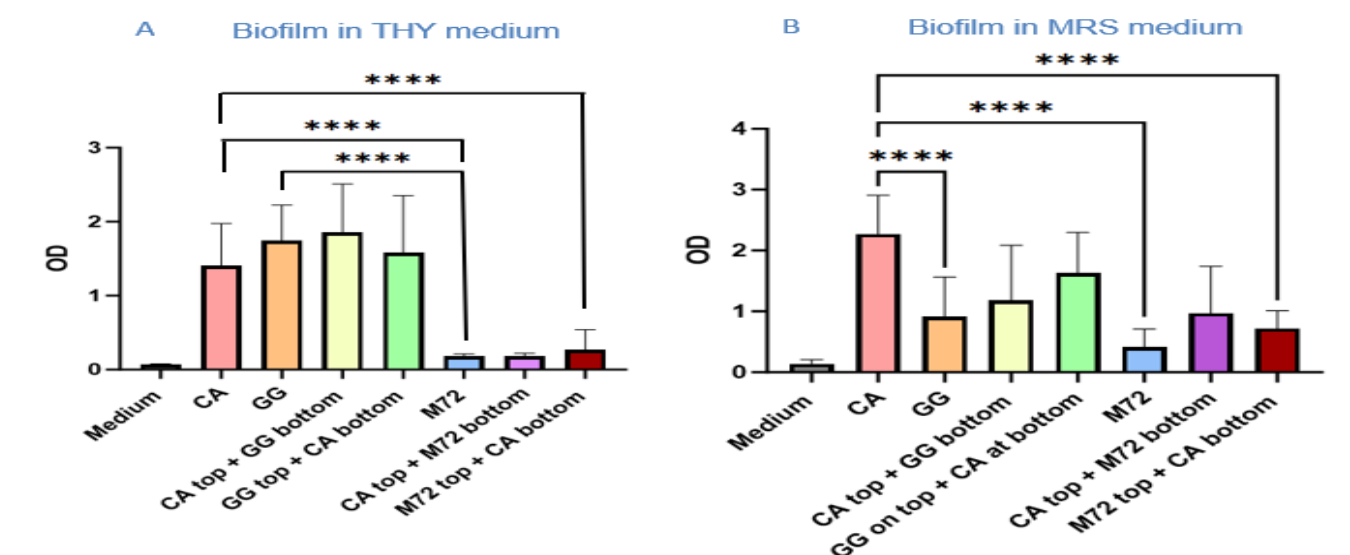 A Biofilm in THY medium
****
****
****
3
2
1
0
OD
Medium
CA
GG
CA top + GG bottom
GG top + CA bottom
M72
CA top + M72 bottom
M72 top + CA bottom
B Biofilm in MRS medium
****
****
****
4
3
2
1
0
OD
Medium
CA
GG
CA top + GG bottom
GG on top + CA at bottom
M72
CA top + M72 bottom
M72 top + CA bottom